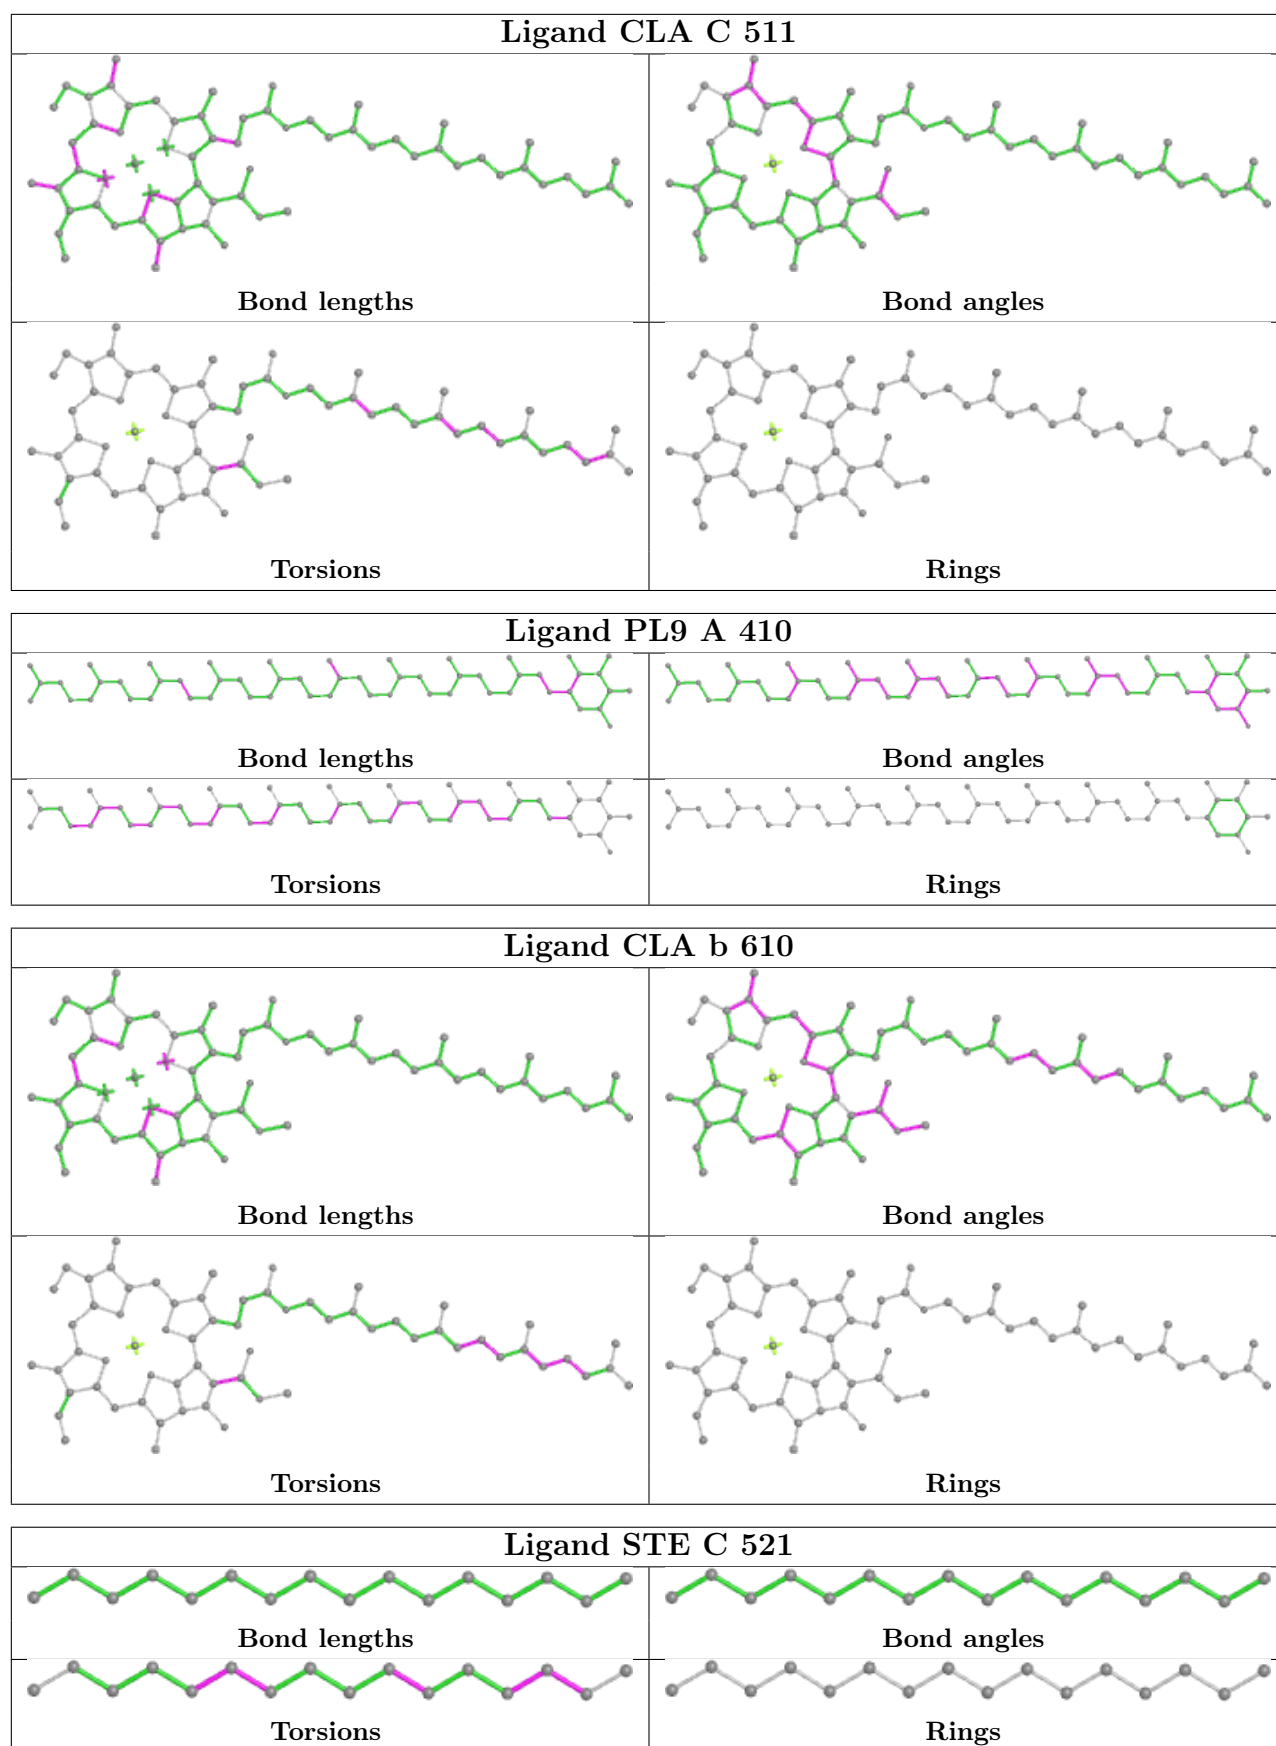 Ligand CLA C 511
Bond lengths
Bond angles
Torsions
Rings
Ligand PL9 A 410
Bond lengths
Bond angles
Torsions
Rings
Ligand CLA b 610
Bond lengths
Bond angles
Torsions
Rings
Ligand STE C 521
Bond lengths
Bond angles
Torsions
Rings